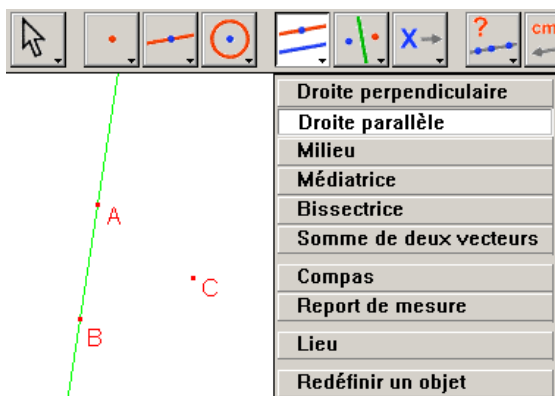 ?
cm
X
Droite perpendiculaire
Droite parallèle
Milieu
Médiatrice
Bissectrice
Somme de deux vecteurs
Compas
Report de mesure
Lieu
Redéfinir un objet
A
C
B